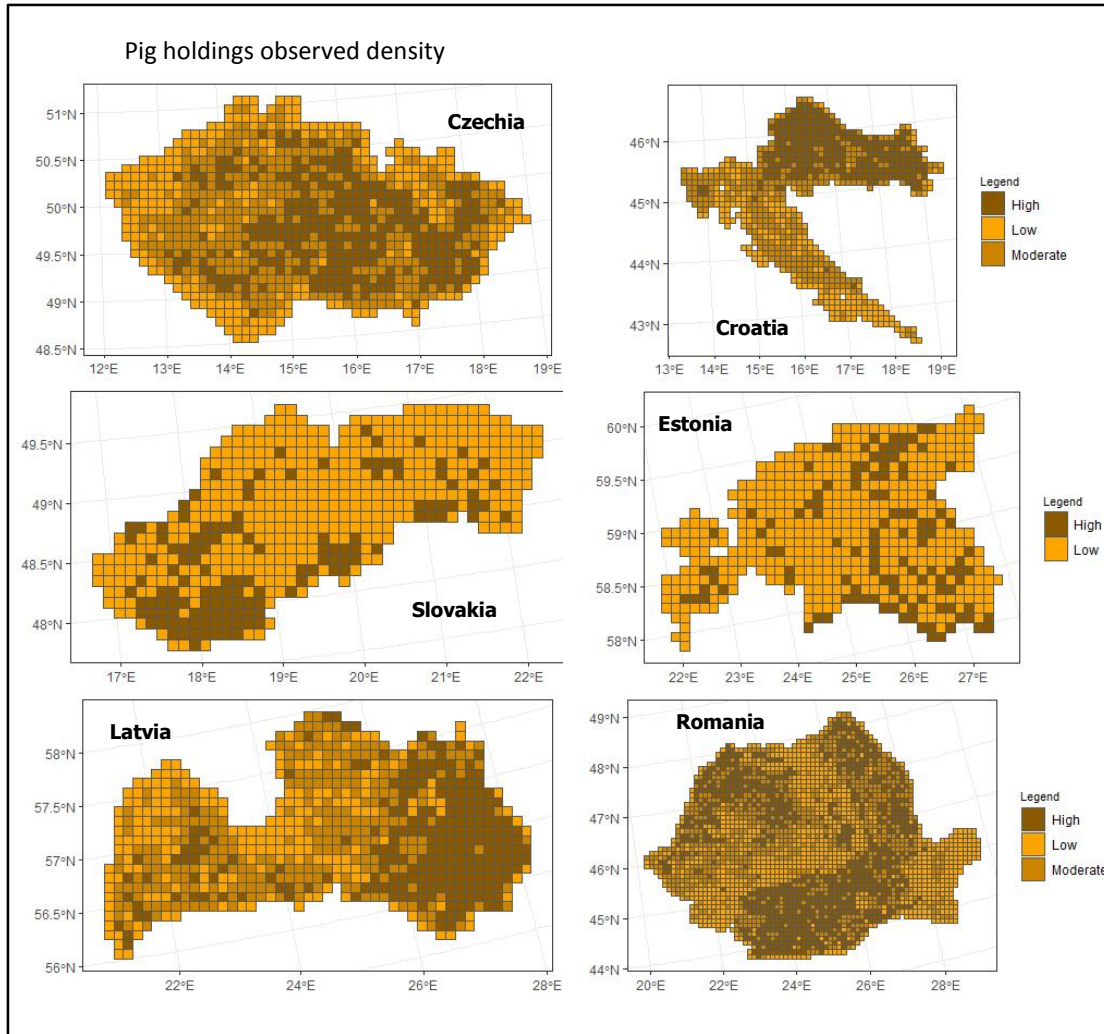 Pig holdings observed density
Czechia
51°N
50.5°N
50°N
49.5°N
49°N
48.5°N
12°E 13°E 14°E 15°E 16°E 17°E 18°E 19°E
Croatia
46°N
45°N
44°N
43°N
13°E 14°E 15°E 16°E 17°E 18°E 19°E
Legend
High
Low
Moderate
Slovakia
49.5°N
49°N
48.5°N
48°N
17°E 18°E 19°E 20°E 21°E 22°E
Estonia
60°N
59.5°N
59°N
58.5°N
58°N
22°E 23°E 24°E 25°E 26°E 27°E
Legend
High
Low
Latvia
58°N
57.5°N
57°N
56.5°N
56°N
22°E 24°E 26°E 28°E
Romania
49°N
48°N
47°N
46°N
45°N
44°N
20°E 22°E 24°E 26°E 28°E
Legend
High
Low
Moderate